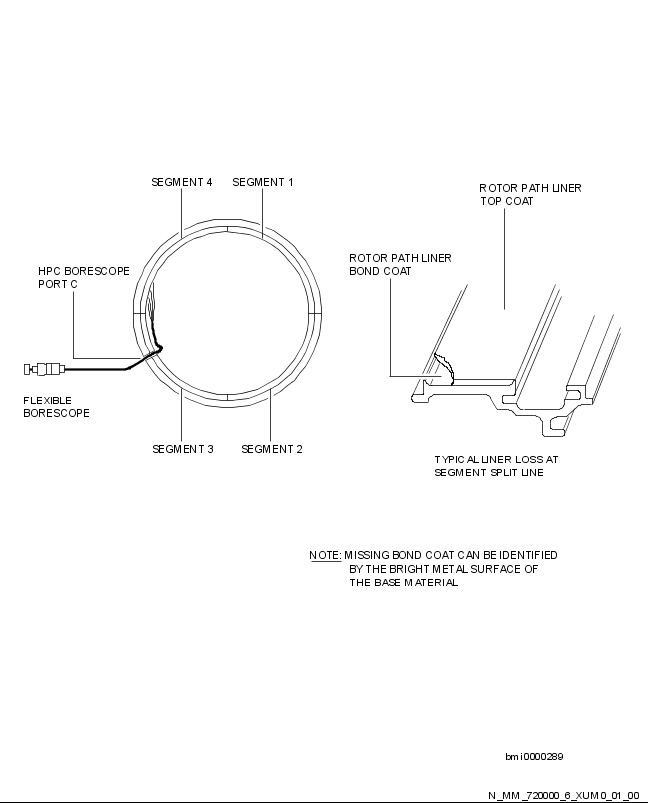 SEGMENT 4
SEGMENT 1
ROTOR PATH LINER
TOP COAT
ROTOR PATH LINER
BOND COAT
HPC BORESCOPE
PORT C
FLEXIBLE
BORESCOPE
SEGMENT 3
SEGMENT 2
TYPICAL LINER LOSS AT
SEGMENT SPLIT LINE
NOTE: MISSING BOND COAT CAN BE IDENTIFIED
BY THE BRIGHT METAL SURFACE OF
THE BASE MATERIAL
bmi0000289
N_MM_720000_6_XUM0_01_00